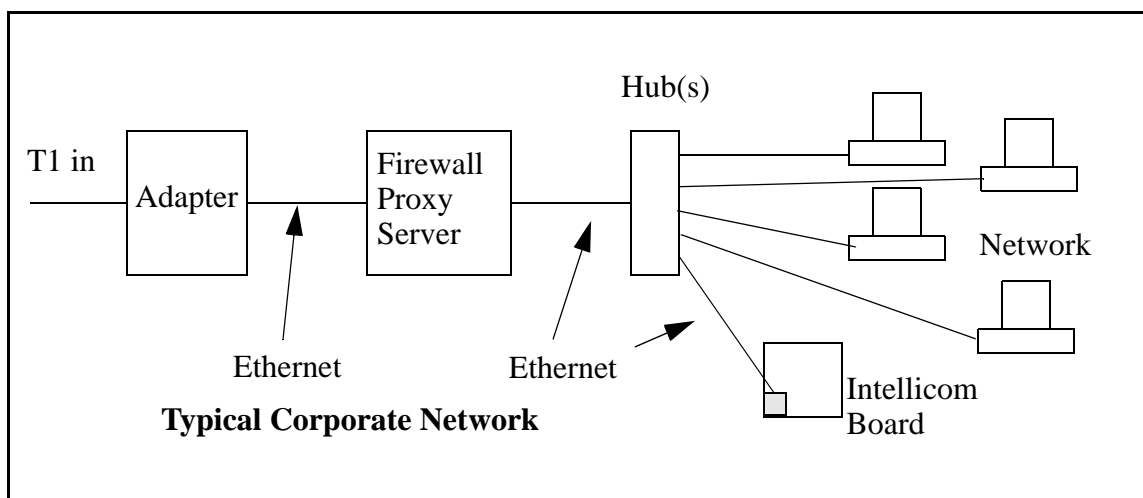 Hub(s)
T1 in
Adapter
Firewall
Proxy
Server
Network
Ethernet
Ethernet
Intellicom
Board
Typical Corporate Network